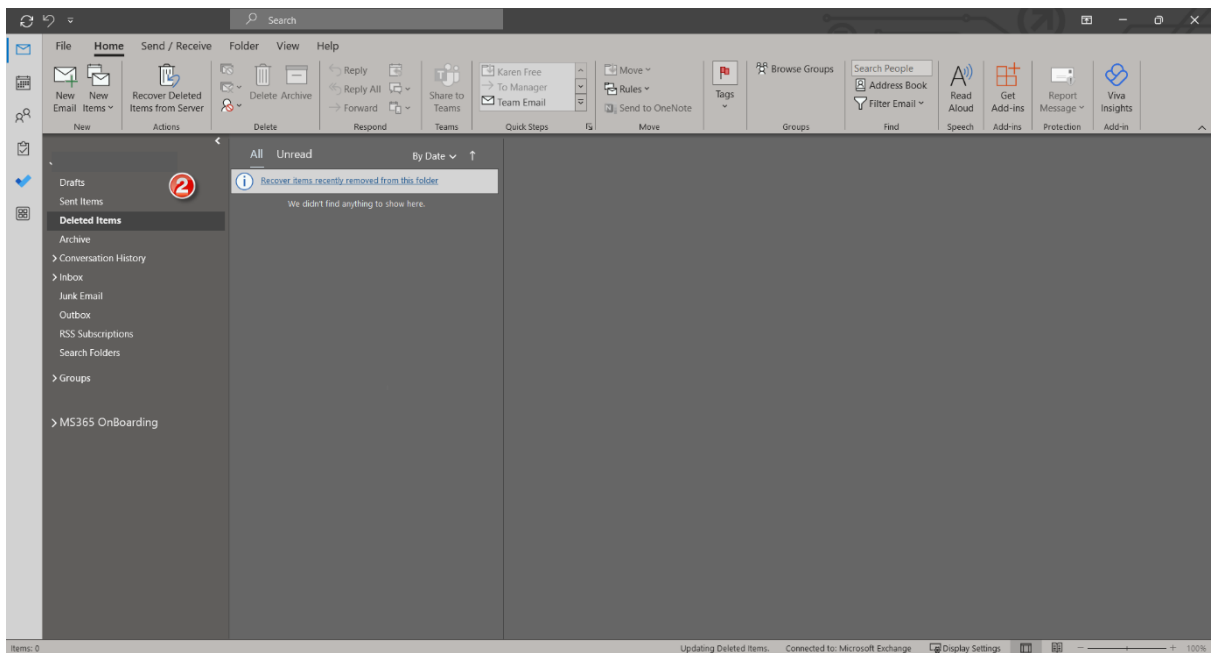 Search
File Home Send / Receive Folder View Help
New Email
New Items
New
Recover Deleted Items from Server
Actions
Delete
Archive
Delete
Reply
Reply All
Forward
Respond
Share to Teams
Teams
Karen Free
To Manager
Team Email
Quick Steps
Move
Rules
Send to OneNote
Move
Tags
Browse Groups
Groups
Search People
Address Book
Filter Email
Find
Read Aloud
Speech
Get Add-ins
Add-ins
Report Message
Protection
Viva Insights
Add-in
Drafts
2
Sent Items
Deleted Items
Archive
Conversation History
Inbox
Junk Email
Outbox
RSS Subscriptions
Search Folders
Groups
MS365 OnBoarding
All Unread By Date
Recover items recently removed from this folder
We didn't find anything to show here.
Items: 0
Updating Deleted Items. Connected to: Microsoft Exchange Display Settings 100%